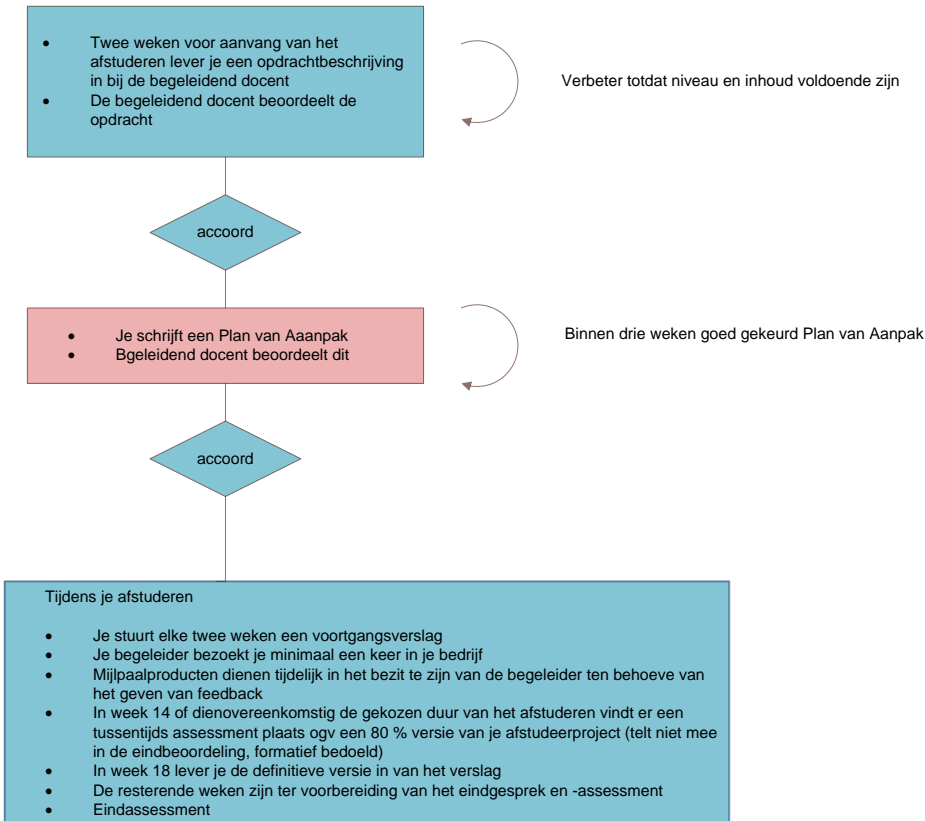 • Twee weken voor aanvang van het
afstuderen lever je een opdrachtbeschrijving
in bij de begeleidend docent
• De begeleidend docent beoordeelt de
opdracht
Verbeter totdat niveau en inhoud voldoende zijn
accoord
• Je schrijft een Plan van Aaanpak
• Bgeleidend docent beoordeelt dit
Binnen drie weken goed gekeurd Plan van Aanpak
accoord
Tijdens je afstuderen
• Je stuurt elke twee weken een voortgangsverslag
• Je begeleider bezoekt je minimaal een keer in je bedrijf
• Mijlpaalproducten dienen tijdelijk in het bezit te zijn van de begeleider ten behoeve van
het geven van feedback
• In week 14 of dienovereenkomstig de gekozen duur van het afstuderen vindt er een
tussentijds assessment plaats ogv een 80 % versie van je afstudeerproject (telt niet mee
in de eindbeoordeling, formatief bedoeld)
• In week 18 lever je de definitieve versie in van het verslag
• De resterende weken zijn ter voorbereiding van het eindgesprek en -assessment
• Eindassessment